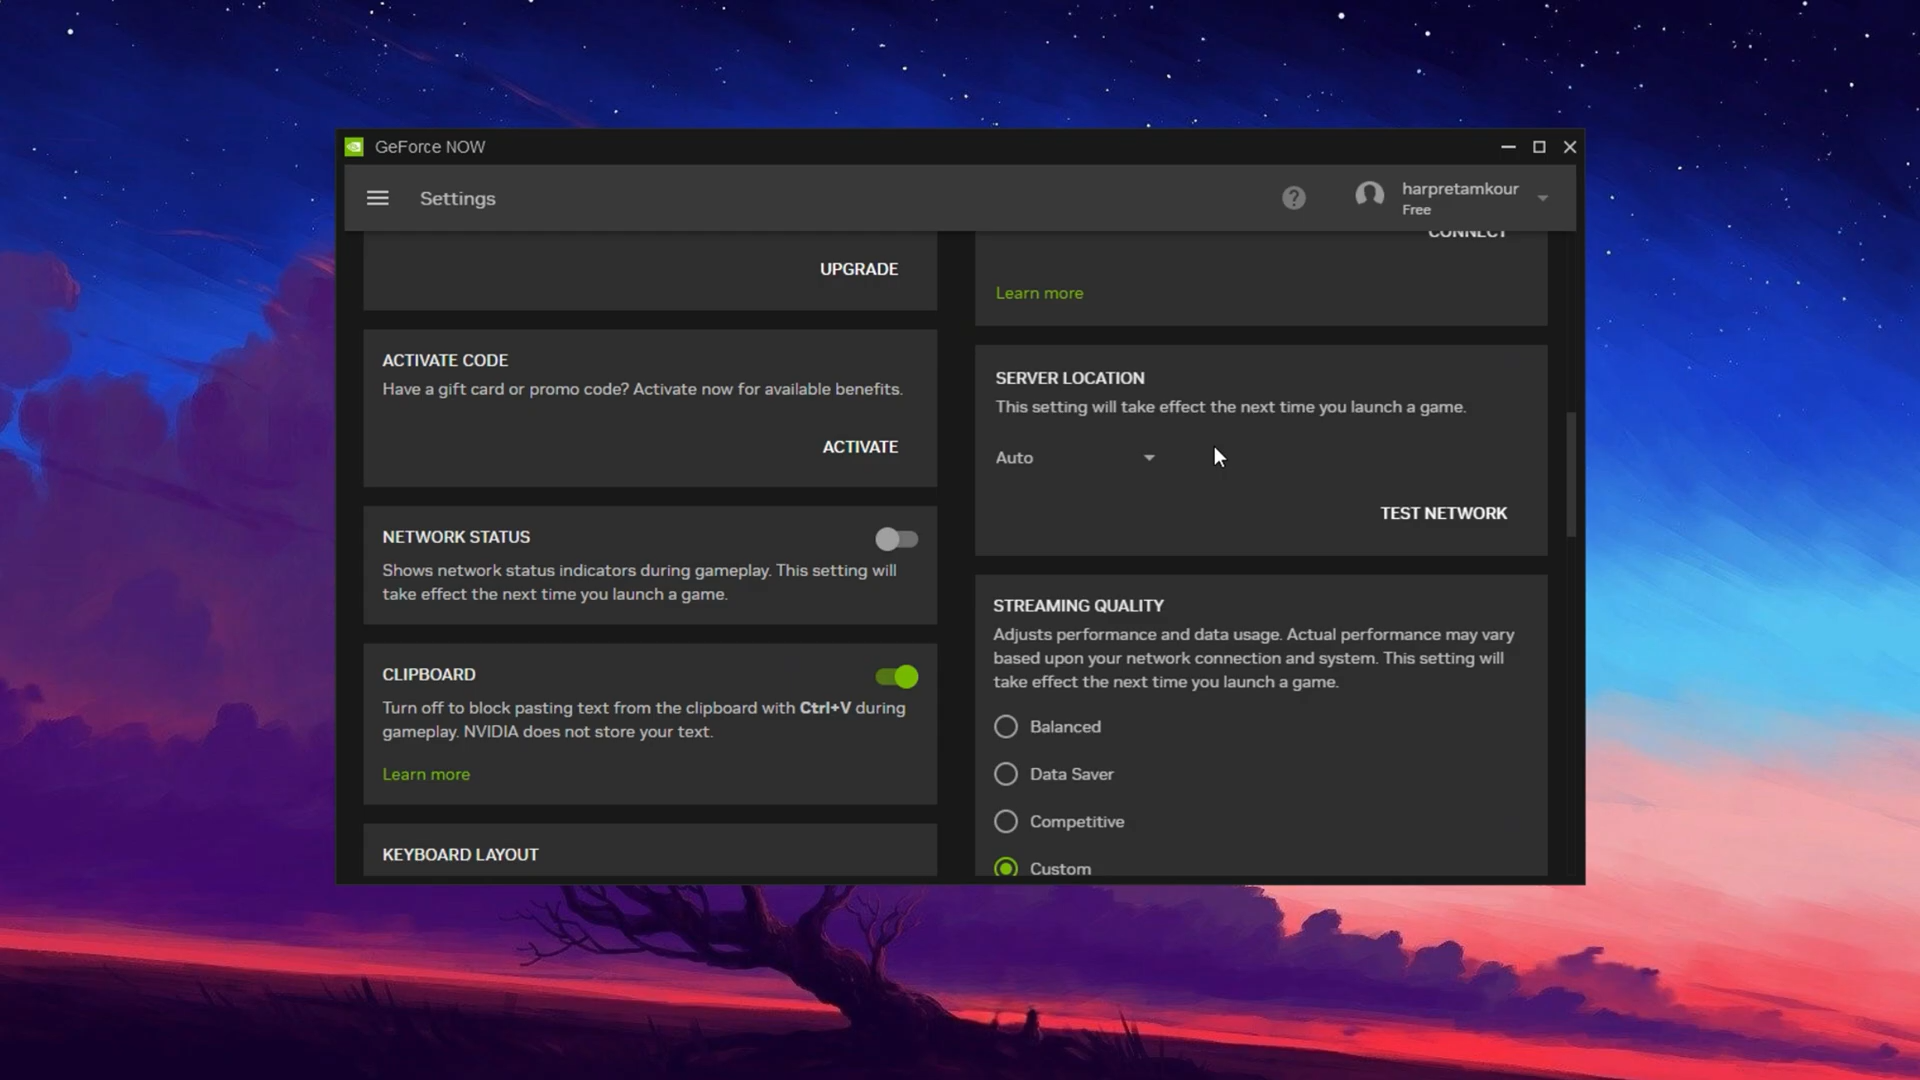 GeForce NOW
Settings
harpretamkour
Free
UPGRADE
ACTIVATE CODE
Have a gift card or promo code? Activate now for available benefits.
ACTIVATE
NETWORK STATUS
Shows network status indicators during gameplay. This setting will
take effect the next time you launch a game.
CLIPBOARD
Turn off to block pasting text from the clipboard with Ctrl+V during
gameplay. NVIDIA does not store your text.
Learn more
KEYBOARD LAYOUT
CONNECT
Learn more
SERVER LOCATION
This setting will take effect the next time you launch a game.
Auto
TEST NETWORK
STREAMING QUALITY
Adjusts performance and data usage. Actual performance may vary
based upon your network connection and system. This setting will
take effect the next time you launch a game.
Balanced
Data Saver
Competitive
Custom